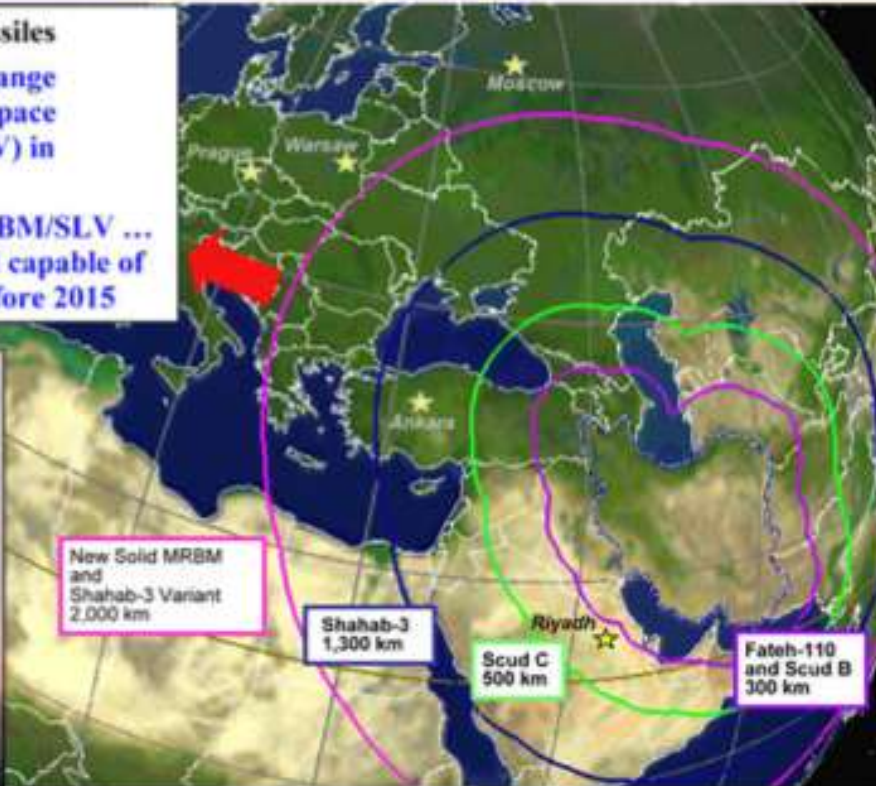 siles
ange
pace
V) in
BM/SLV …
capable of
fore 2015
Moscow
Prague
Warsaw
Ankara
New Solid MRBM
and
Shahab-3 Variant
2,000 km
Shahab-3
1,300 km
Riyadh
Scud C
500 km
Fateh-110
and Scud B
300 km